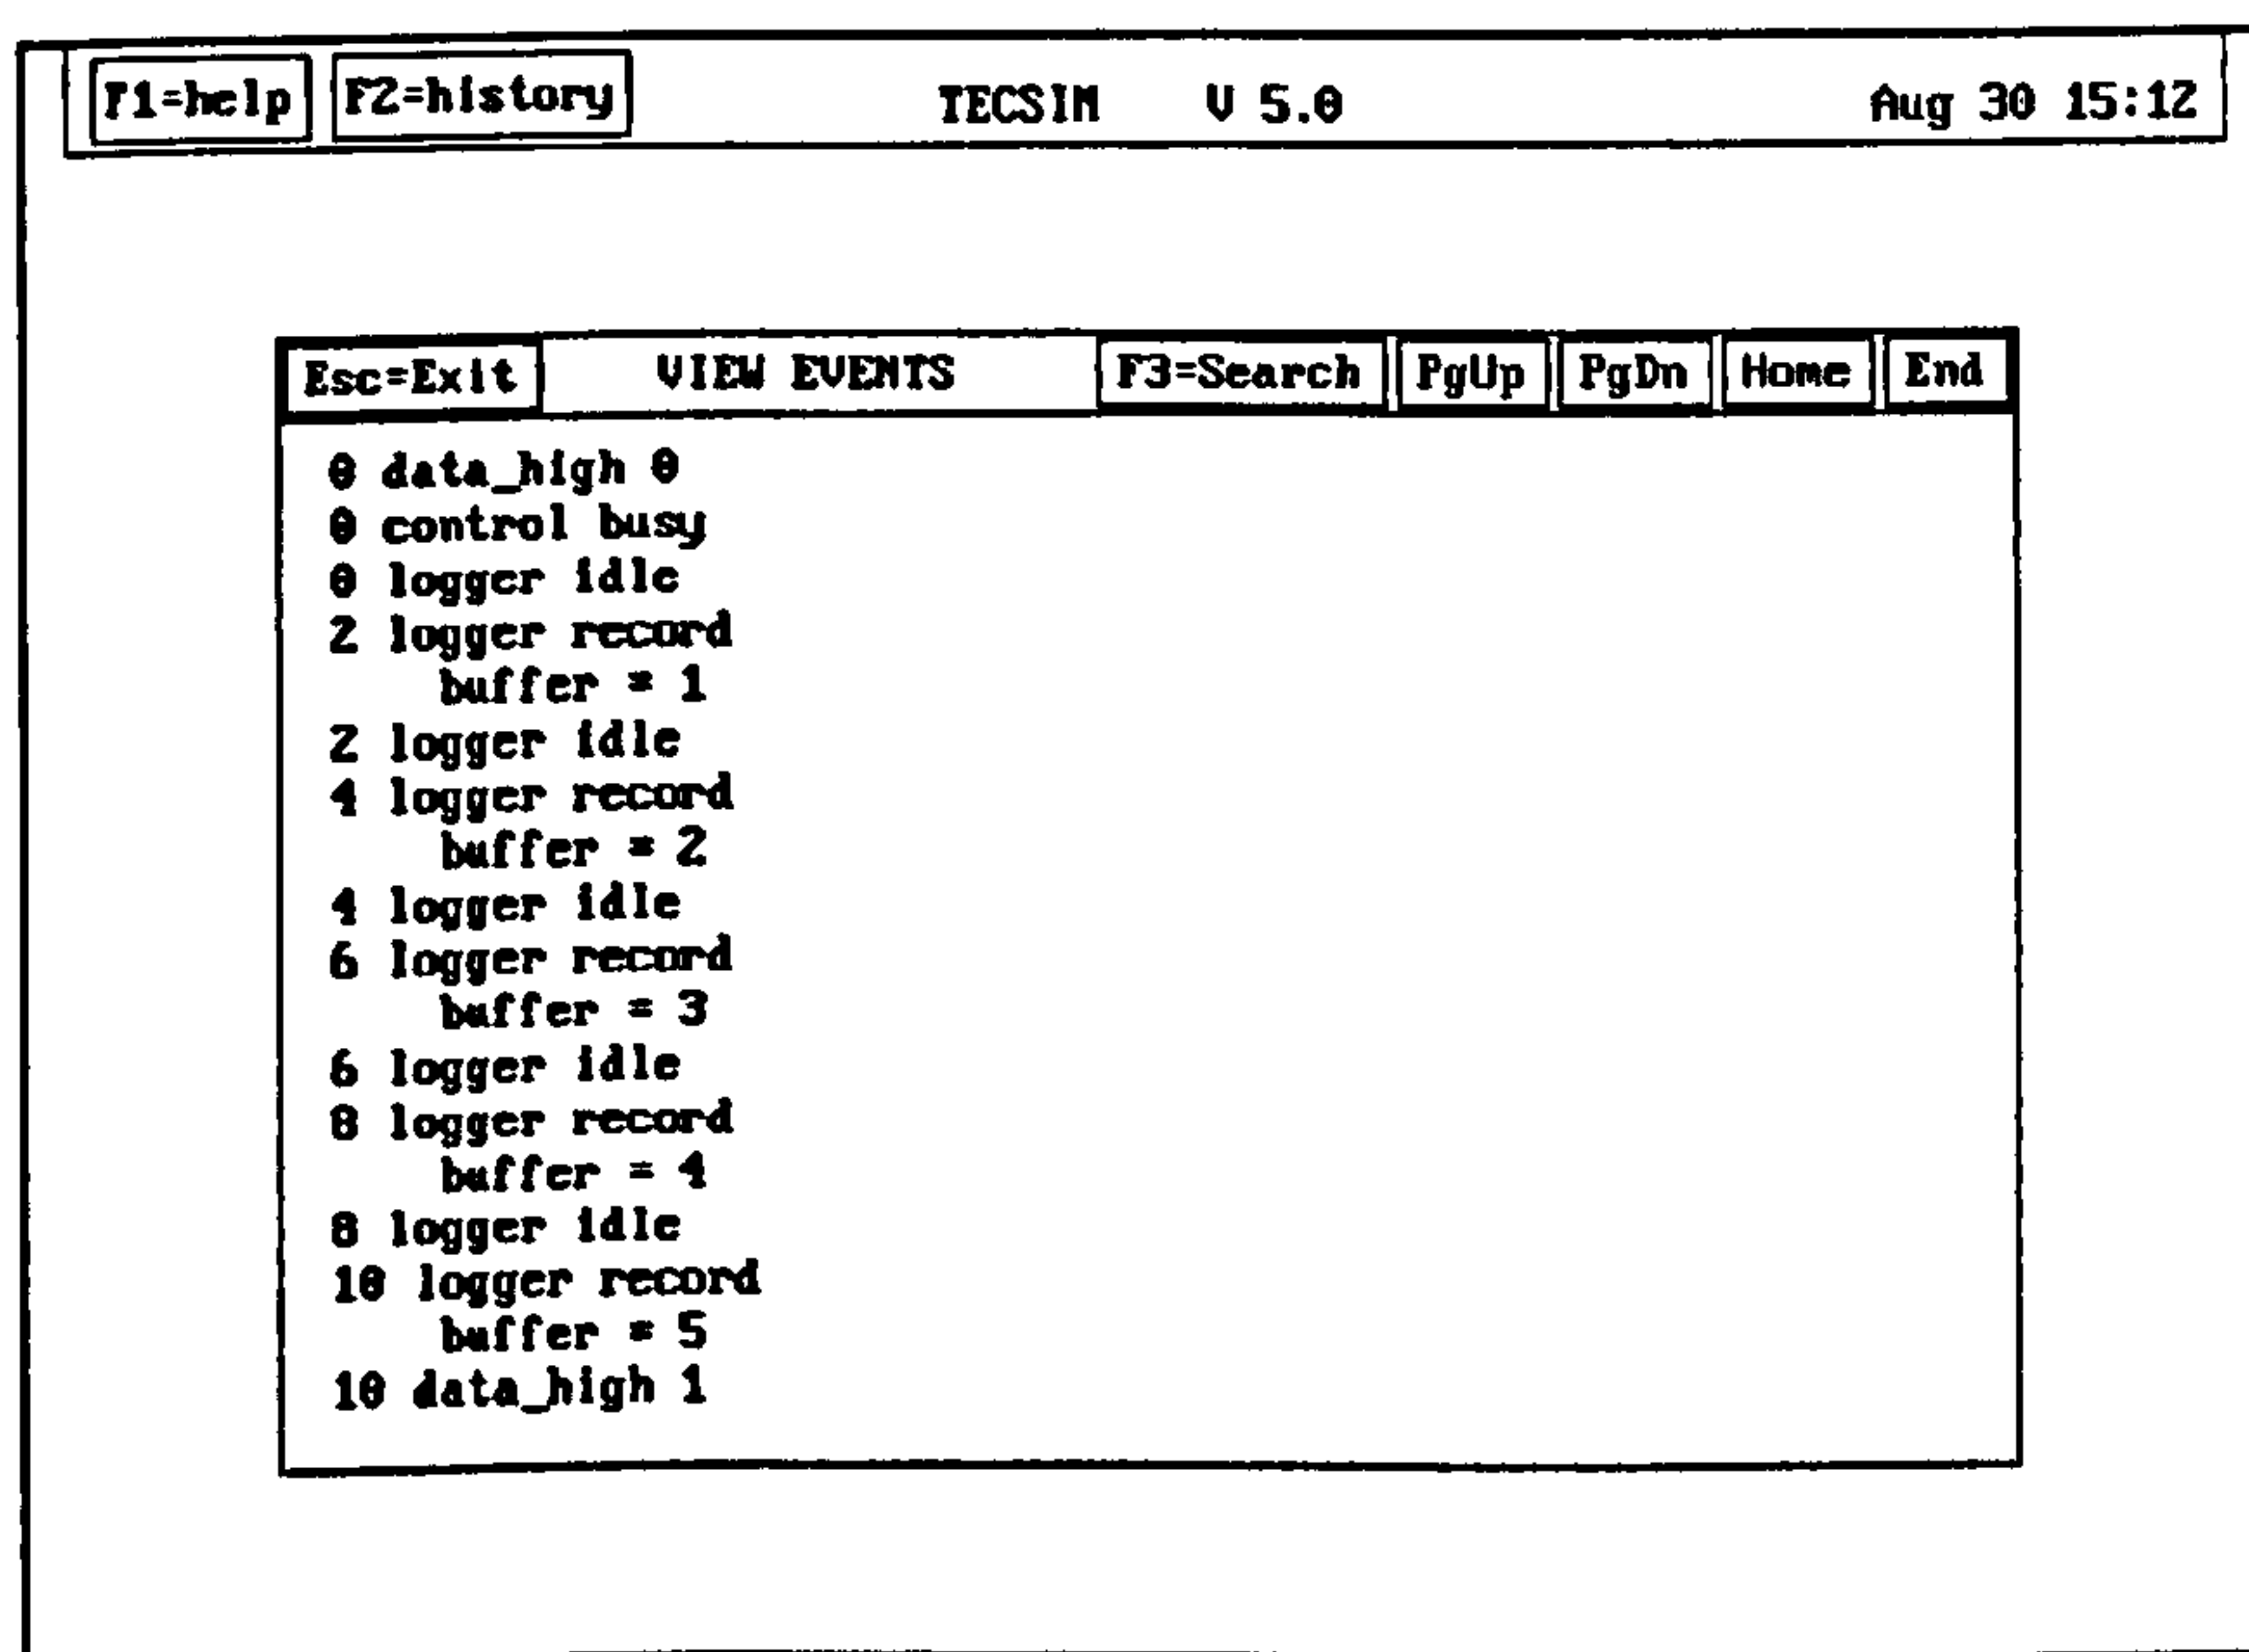 F1=help F2=history TECSIM V 5.0 Aug 30 15:12
Esc=Exit VIEW EVENTS F3=Search PgUp PgDn Home End
0 data_high 0
0 control busy
0 logger idle
2 logger record
buffer = 1
2 logger idle
4 logger record
buffer = 2
4 logger idle
6 logger record
buffer = 3
6 logger idle
8 logger record
buffer = 4
8 logger idle
10 logger record
buffer = 5
10 data_high 1